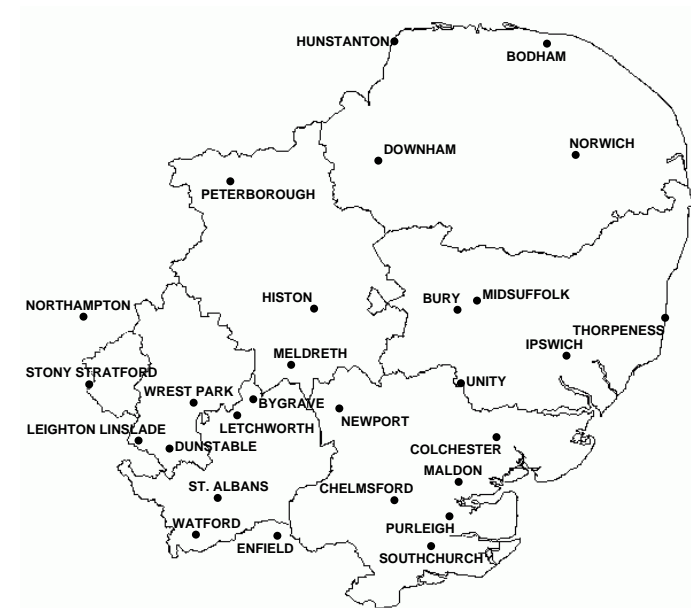 HUNSTANTON
BODHAM
DOWNHAM
NORWICH
PETERBOROUGH
HISTON
BURY
MIDSUFFOLK
NORTHAMPTON
THORPENESS
IPSWICH
MELDRETH
STONY STRATFORD
UNITY
WREST PARK
BYGRAVE
NEWPORT
LETCHWORTH
LEIGHTON LINSLADE
DUNSTABLE
COLCHESTER
MALDON
ST. ALBANS
CHELMSFORD
WATFORD
PURLEIGH
ENFIELD
SOUTHCHURCH